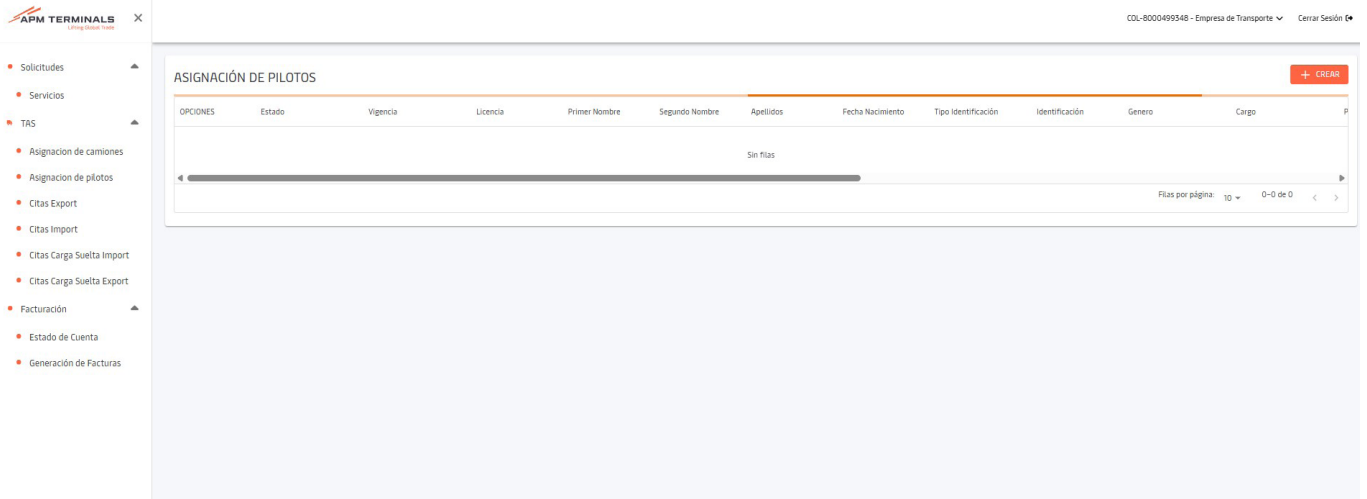 APM TERMINALS
Lifting Global Trade
COL-8000499348 - Empresa de Transporte
Cerrar Sesión
Solicitudes
Servicios
TAS
Asignacion de camiones
Asignacion de pilotos
Citas Export
Citas Import
Citas Carga Suelta Import
Citas Carga Suelta Export
Facturación
Estado de Cuenta
Generación de Facturas
ASIGNACIÓN DE PILOTOS
+ CREAR
OPCIONES Estado Vigencia Licencia Primer Nombre Segundo Nombre Apellidos Fecha Nacimiento Tipo Identificación Identificación Genero Cargo P
Sin filas
Filas por página: 10 0–0 de 0